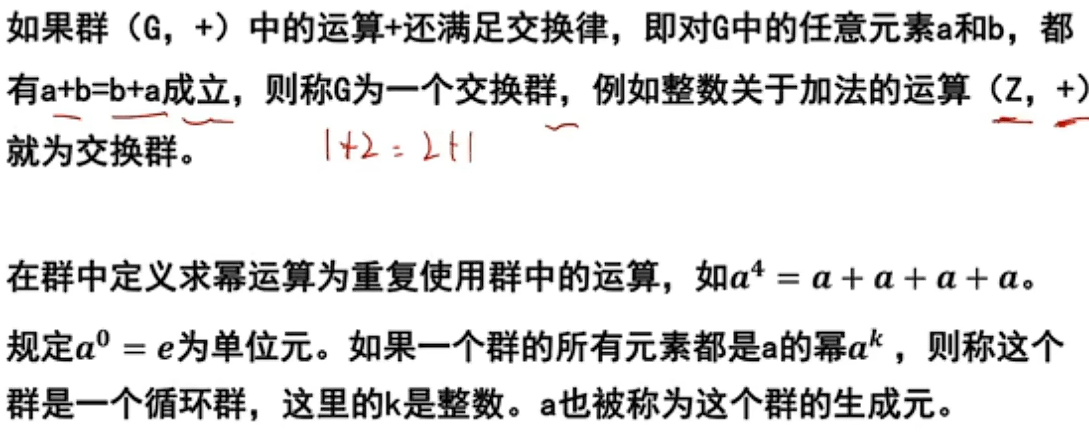 如果群（G，+）中的运算+还满足交换律，即对G中的任意元素a和b，都
有a+b=b+a成立，则称G为一个交换群，例如整数关于加法的运算（Z，+）
就为交换群。
1+2=2+1
在群中定义求幂运算为重复使用群中的运算，如a⁴ = a + a + a + a。
规定a⁰ = e为单位元。如果一个群的所有元素都是a的幂aᵏ，则称这个
群是一个循环群，这里的k是整数。a也被称为这个群的生成元。